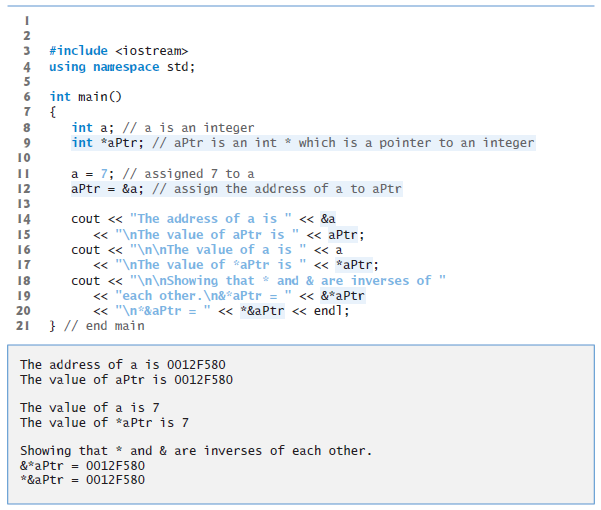 1
2
3 #include <iostream>
4 using namespace std;
5
6 int main()
7 {
8 int a; // a is an integer
9 int *aPtr; // aPtr is an int * which is a pointer to an integer
10
11 a = 7; // assigned 7 to a
12 aPtr = &a; // assign the address of a to aPtr
13
14 cout << "The address of a is " << &a
15 << "\nThe value of aPtr is " << aPtr;
16 cout << "\n\nThe value of a is " << a
17 << "\nThe value of *aPtr is " << *aPtr;
18 cout << "\n\nShowing that * and & are inverses of "
19 << "each other.\n&*aPtr = " << &*aPtr
20 << "\n*&aPtr = " << *&aPtr << endl;
21 } // end main
The address of a is 0012F580
The value of aPtr is 0012F580
The value of a is 7
The value of *aPtr is 7
Showing that * and & are inverses of each other.
&*aPtr = 0012F580
*&aPtr = 0012F580